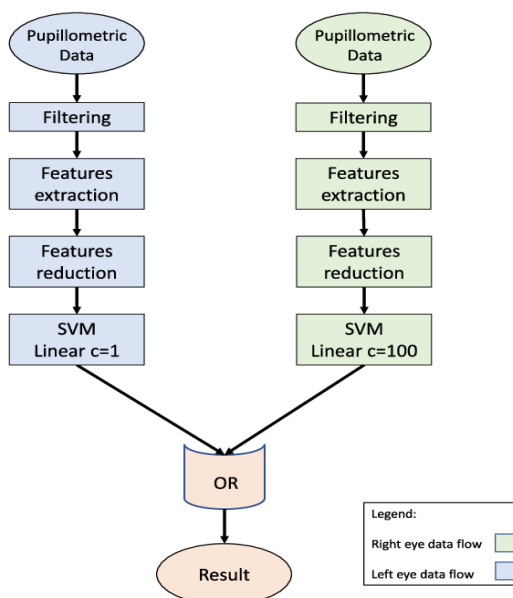 Pupillometric
Data
Filtering
Features
extraction
Features
reduction
SVM
Linear c=1
Pupillometric
Data
Filtering
Features
extraction
Features
reduction
SVM
Linear c=100
OR
Result
Legend:
Right eye data flow
Left eye data flow